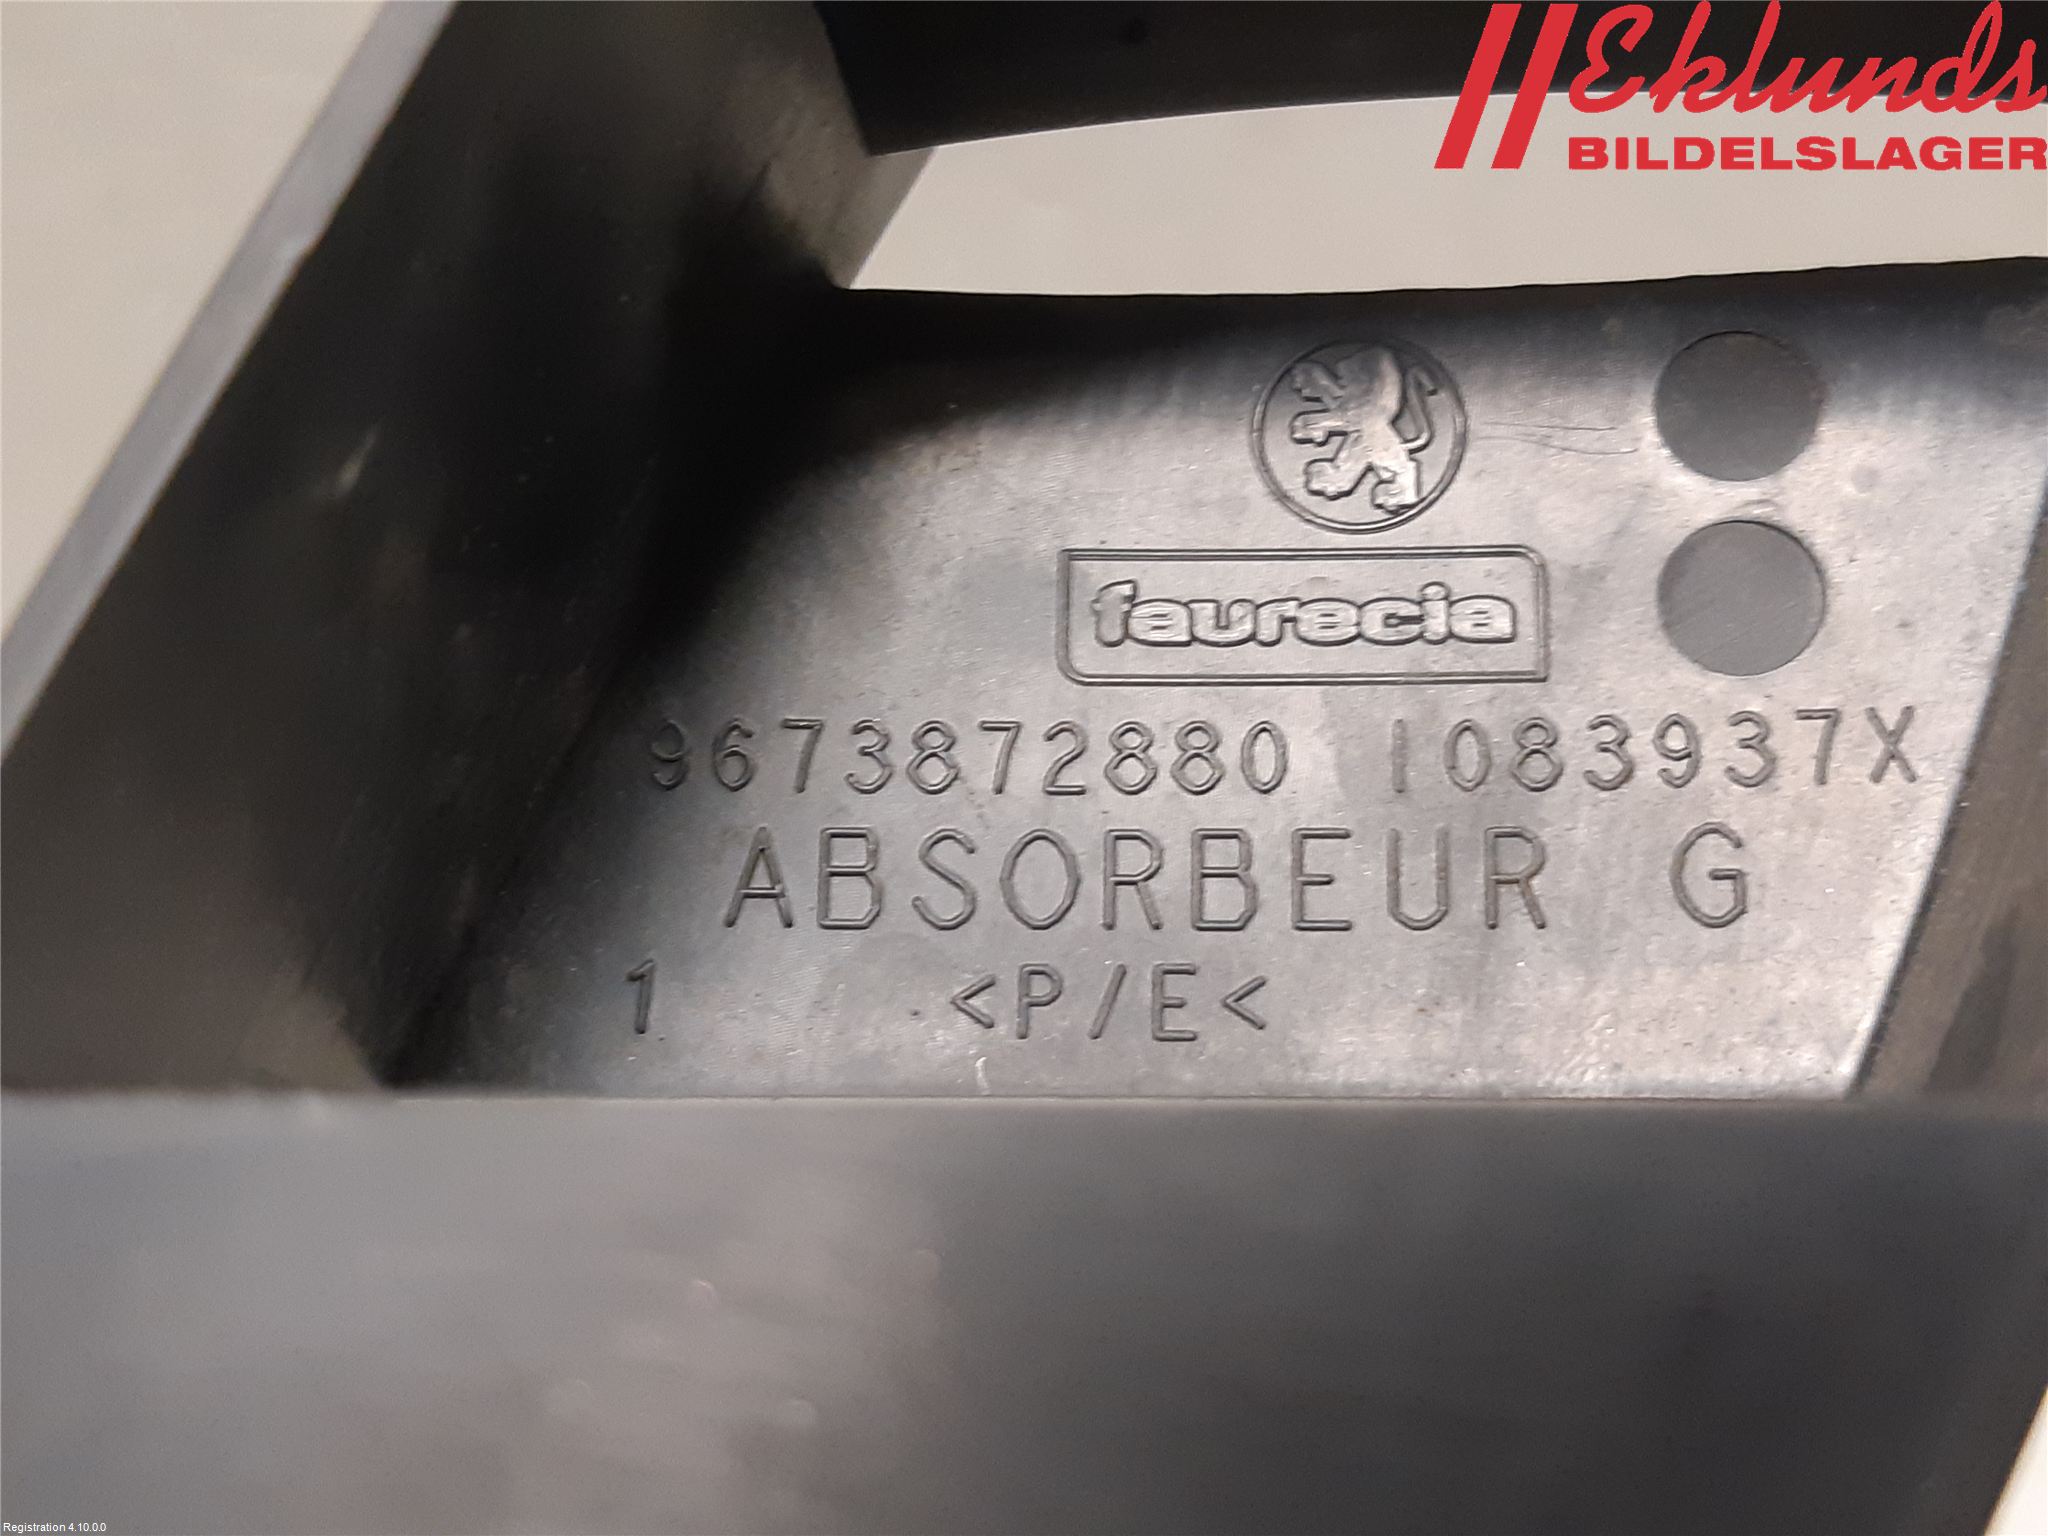 Eklunds
BILDELSLAGER
faurecia
9673872880 1083937X
ABSORBEUR G
1 <P/E<
Registration 4.10.0.0